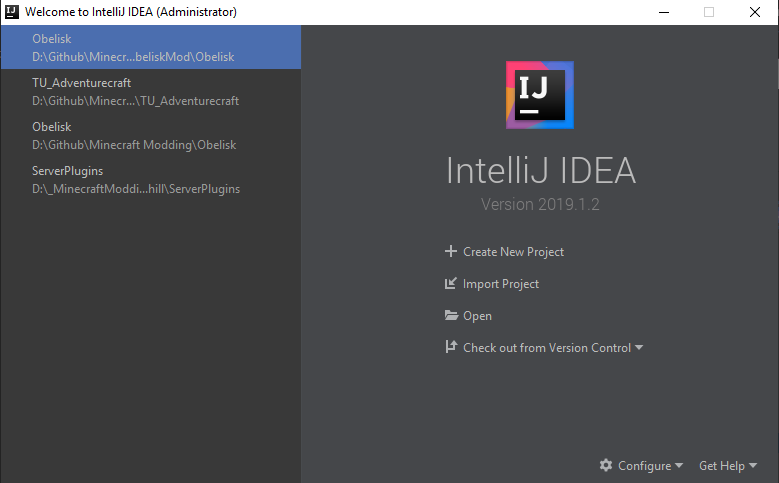 Welcome to IntelliJ IDEA (Administrator)
Obelisk
D:\Github\Minecr...beliskMod\Obelisk
TU_Adventurecraft
D:\Github\Minecr...\TU_Adventurecraft
Obelisk
D:\Github\Minecraft Modding\Obelisk
ServerPlugins
D:\_MinecraftModdi...hill\ServerPlugins
IJ
IntelliJ IDEA
Version 2019.1.2
Create New Project
Import Project
Open
Check out from Version Control
Configure
Get Help